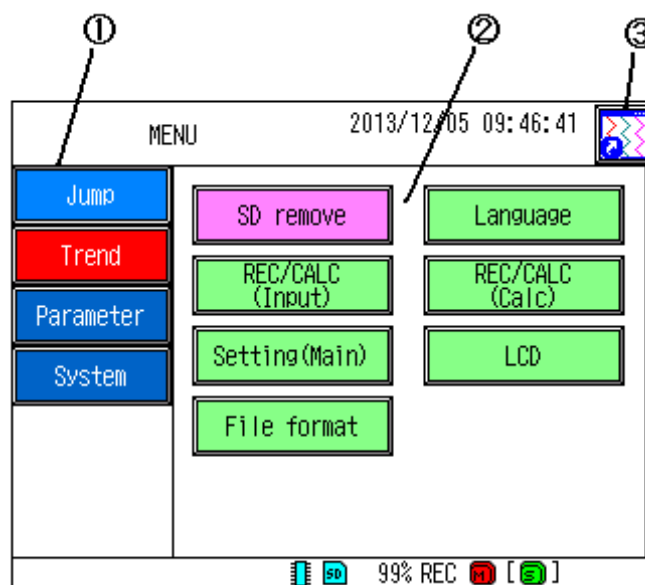 ① ② ③
MENU 2013/12/05 09:46:41
Jump
Trend
Parameter
System
SD remove
Language
REC/CALC
(Input)
REC/CALC
(Calc)
Setting(Main)
LCD
File format
SD 99% REC M [S]